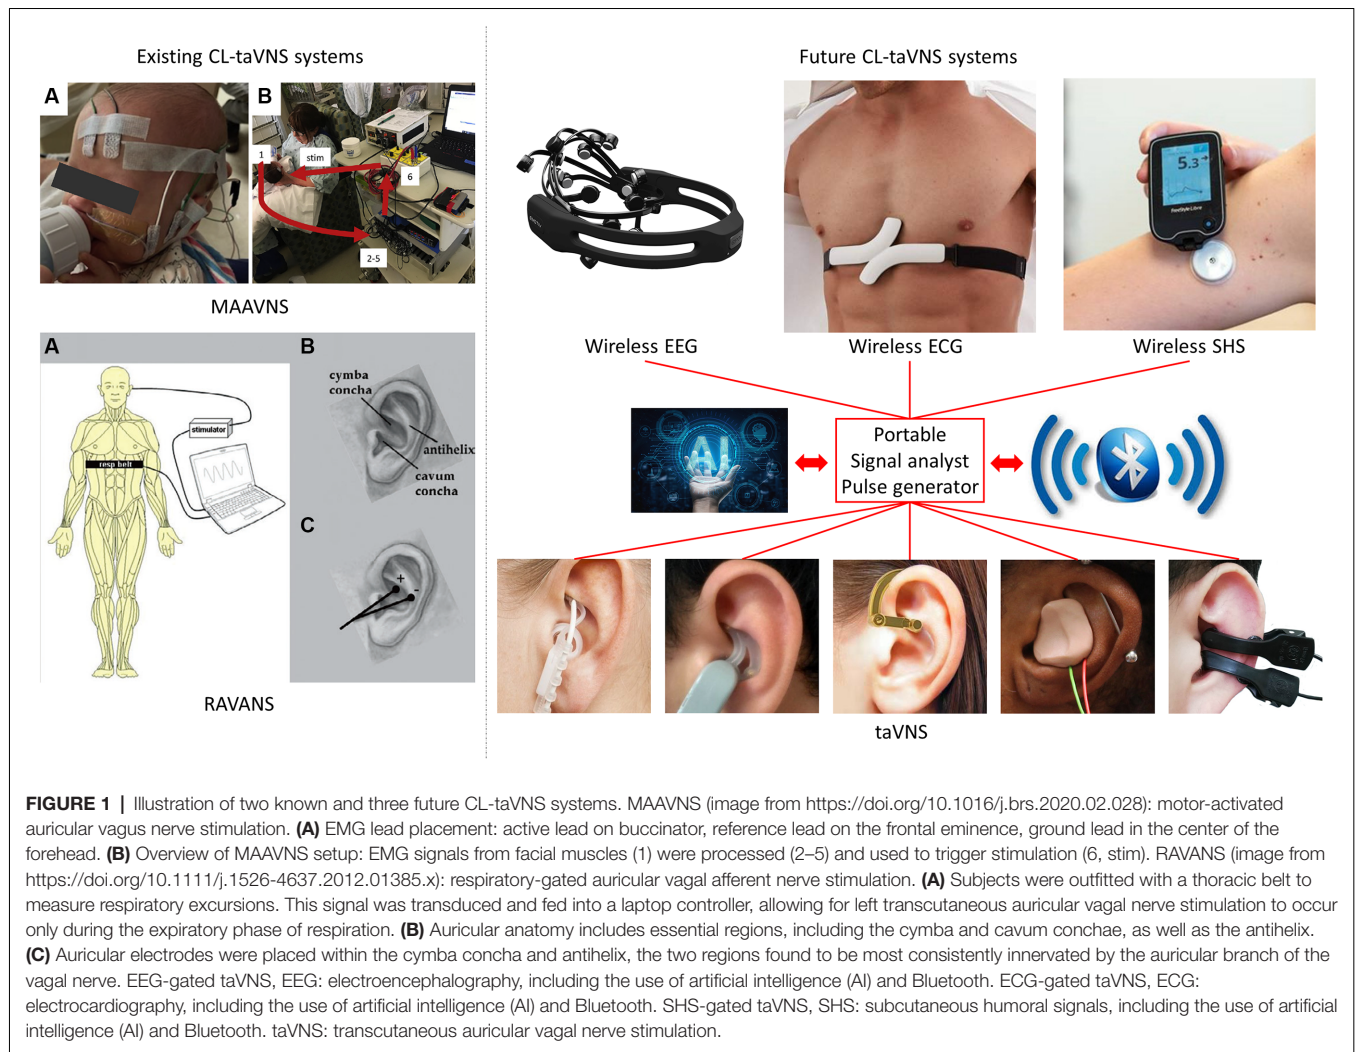 Existing CL-taVNS systems
Future CL-taVNS systems
A
B
1
stim
6
2-5
MAAVNS
5.3
FreeStyle Libre
Wireless EEG
Wireless ECG
Wireless SHS
A
stimulator
resp belt
B
cymba
concha
antihelix
cavum
concha
C
+
-
RAVANS
AI
Portable
Signal analyst
Pulse generator
taVNS
FIGURE 1 | Illustration of two known and three future CL-taVNS systems. MAAVNS (image from https://doi.org/10.1016/j.brs.2020.02.028): motor-activated
auricular vagus nerve stimulation. (A) EMG lead placement: active lead on buccinator, reference lead on the frontal eminence, ground lead in the center of the
forehead. (B) Overview of MAAVNS setup: EMG signals from facial muscles (1) were processed (2–5) and used to trigger stimulation (6, stim). RAVANS (image from
https://doi.org/10.1111/j.1526-4637.2012.01385.x): respiratory-gated auricular vagal afferent nerve stimulation. (A) Subjects were outfitted with a thoracic belt to
measure respiratory excursions. This signal was transduced and fed into a laptop controller, allowing for left transcutaneous auricular vagal nerve stimulation to occur
only during the expiratory phase of respiration. (B) Auricular anatomy includes essential regions, including the cymba and cavum conchae, as well as the antihelix.
(C) Auricular electrodes were placed within the cymba concha and antihelix, the two regions found to be most consistently innervated by the auricular branch of the
vagal nerve. EEG-gated taVNS, EEG: electroencephalography, including the use of artificial intelligence (AI) and Bluetooth. ECG-gated taVNS, ECG:
electrocardiography, including the use of artificial intelligence (AI) and Bluetooth. SHS-gated taVNS, SHS: subcutaneous humoral signals, including the use of artificial
intelligence (AI) and Bluetooth. taVNS: transcutaneous auricular vagal nerve stimulation.